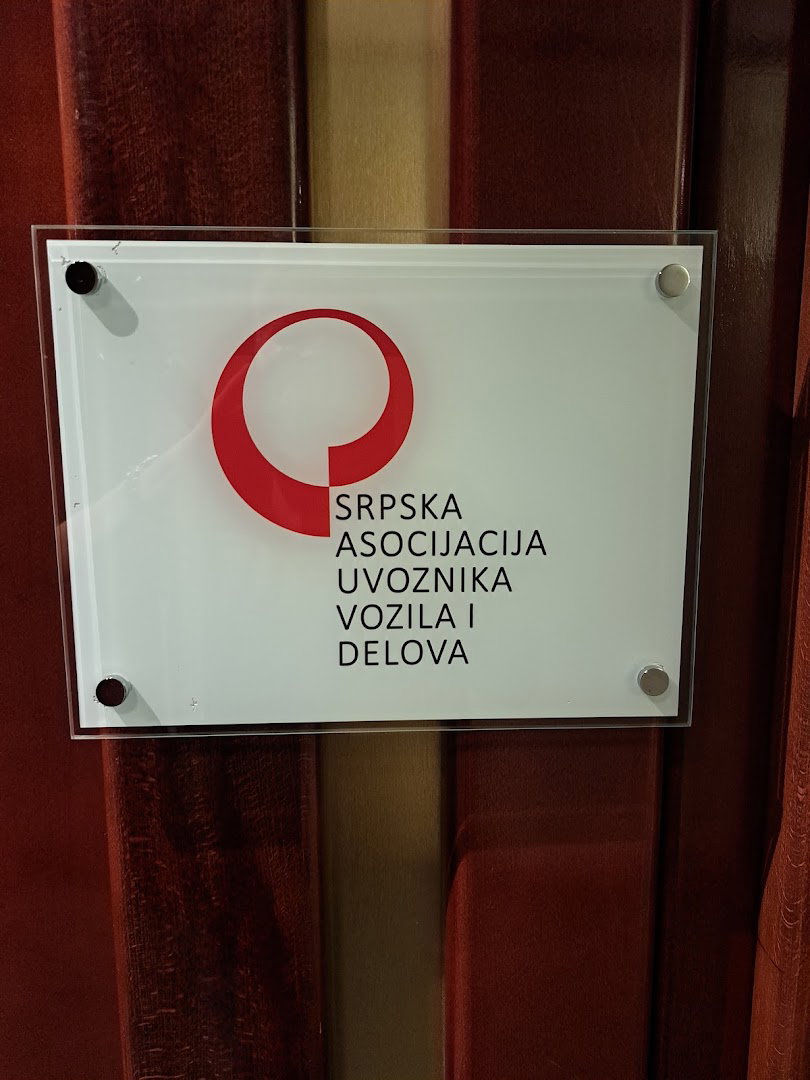 SRPSKA
ASOCIJACIJA
UVOZNIKA
VOZILA I
DELOVA